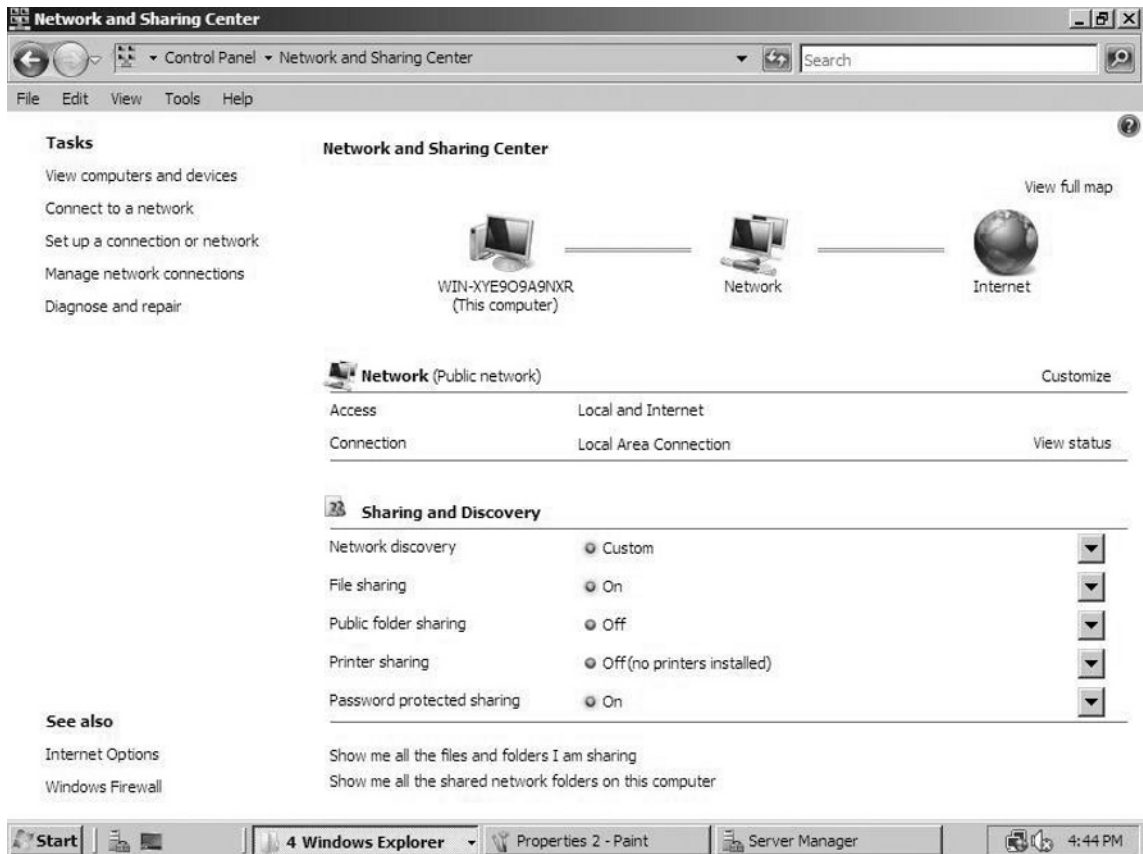 Network and Sharing Center
Control Panel Network and Sharing Center
Search
File Edit View Tools Help
Tasks
View computers and devices
Connect to a network
Set up a connection or network
Manage network connections
Diagnose and repair
See also
Internet Options
Windows Firewall
Network and Sharing Center
View full map
WIN-XYE9O9A9NXR
(This computer)
Network
Internet
Network (Public network) Customize
Access Local and Internet
Connection Local Area Connection View status
Sharing and Discovery
Network discovery Custom
File sharing On
Public folder sharing Off
Printer sharing Off(no printers installed)
Password protected sharing On
Show me all the files and folders I am sharing
Show me all the shared network folders on this computer
Start 4 Windows Explorer Properties 2 - Paint Server Manager 4:44 PM